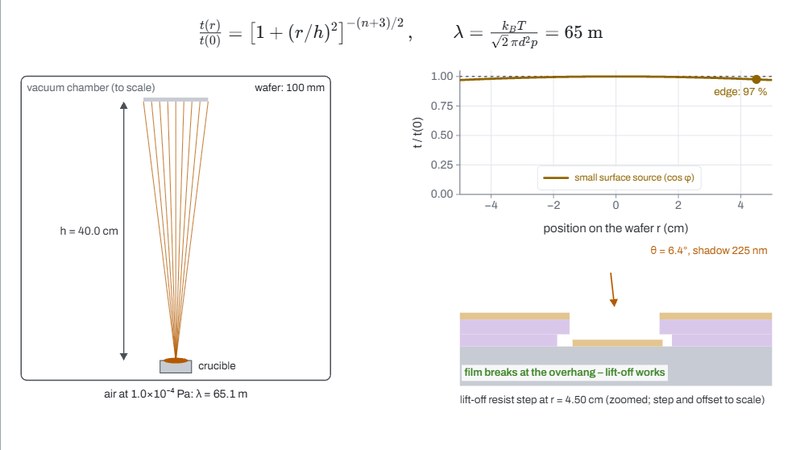 t(r)/t(0) = [1 + (r/h)²]^−(n+3)/2 , λ = k_BT/(√2 πd²p) = 65 m
vacuum chamber (to scale) wafer: 100 mm
h = 40.0 cm
crucible
air at 1.0×10⁻⁴ Pa: λ = 65.1 m
t / t(0)
1.00
0.75
0.50
0.25
0.00
edge: 97 %
small surface source (cos φ)
−4 −2 0 2 4
position on the wafer r (cm)
θ = 6.4°, shadow 225 nm
film breaks at the overhang – lift-off works
lift-off resist step at r = 4.50 cm (zoomed; step and offset to scale)